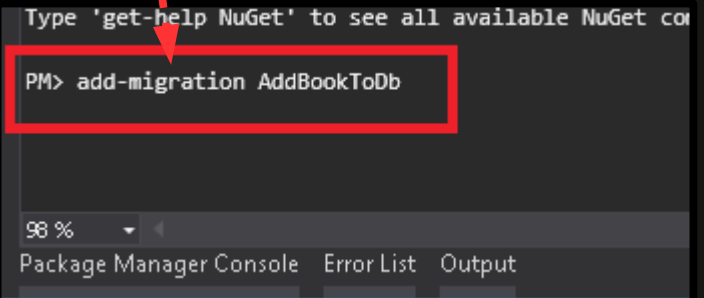 Type 'get-help NuGet' to see all available NuGet
PM> add-migration AddBookToDb
98 %
Package Manager Console Error List Output